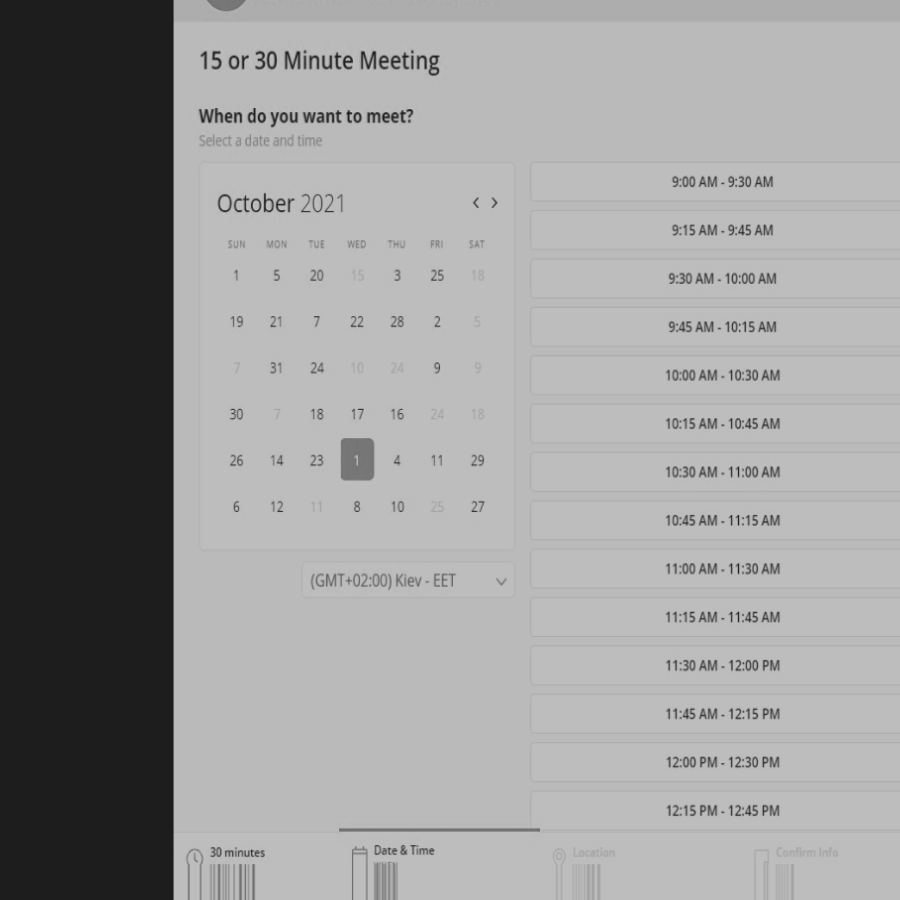 15 or 30 Minute Meeting
When do you want to meet?
Select a date and time
October 2021
SUN MON TUE WED THU FRI SAT
1 5 20 15 3 25 18
19 21 7 22 28 2 5
7 31 24 10 24 9 9
30 7 18 17 16 24 18
26 14 23 1 4 11 29
6 12 11 8 10 25 27
(GMT+02:00) Kiev - EET
9:00 AM - 9:30 AM
9:15 AM - 9:45 AM
9:30 AM - 10:00 AM
9:45 AM - 10:15 AM
10:00 AM - 10:30 AM
10:15 AM - 10:45 AM
10:30 AM - 11:00 AM
10:45 AM - 11:15 AM
11:00 AM - 11:30 AM
11:15 AM - 11:45 AM
11:30 AM - 12:00 PM
11:45 AM - 12:15 PM
12:00 PM - 12:30 PM
12:15 PM - 12:45 PM
30 minutes
Date & Time
Location
Confirm Info